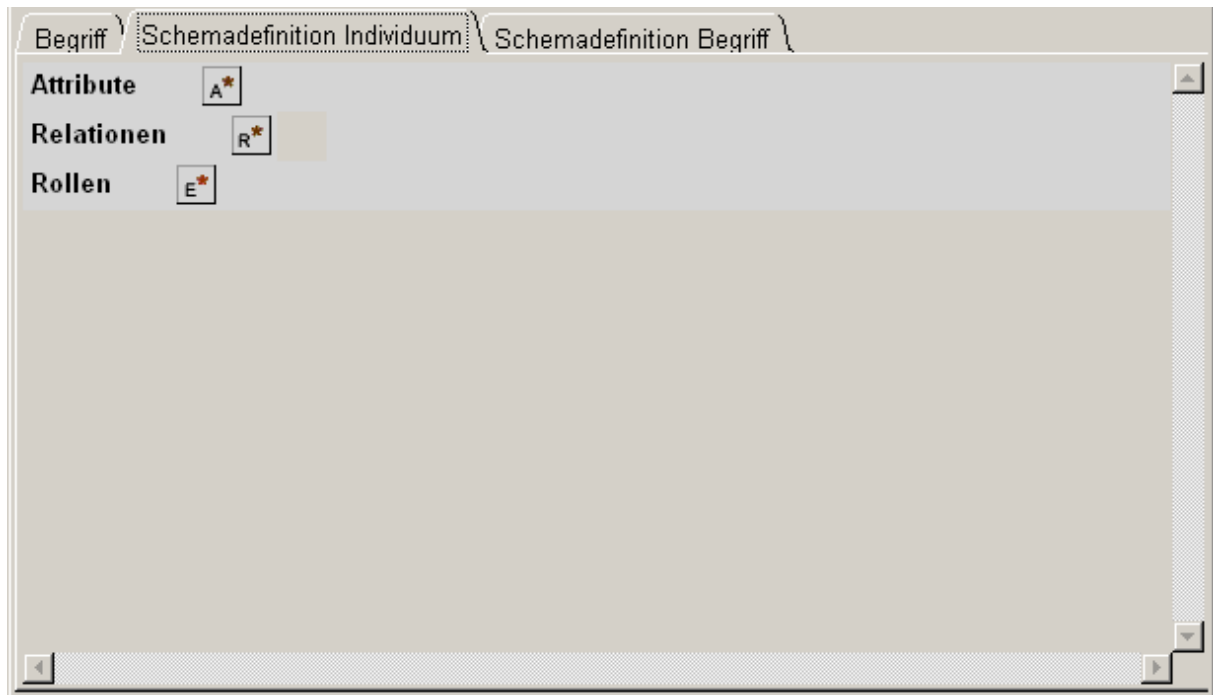 Begriff Schemadefinition Individuum Schemadefinition Begriff
Attribute A*
Relationen R*
Rollen E*